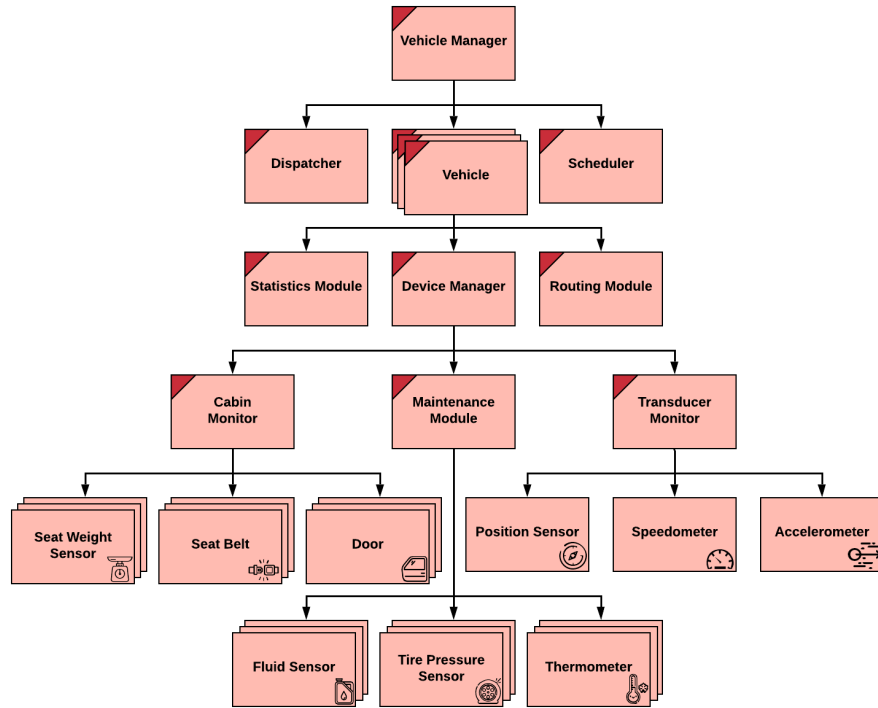 Vehicle Manager
Dispatcher
Vehicle
Scheduler
Statistics Module
Device Manager
Routing Module
Cabin
Monitor
Maintenance
Module
Transducer
Monitor
Seat Weight
Sensor
Seat Belt
Door
Position Sensor
Speedometer
Accelerometer
Fluid Sensor
Tire Pressure
Sensor
Thermometer